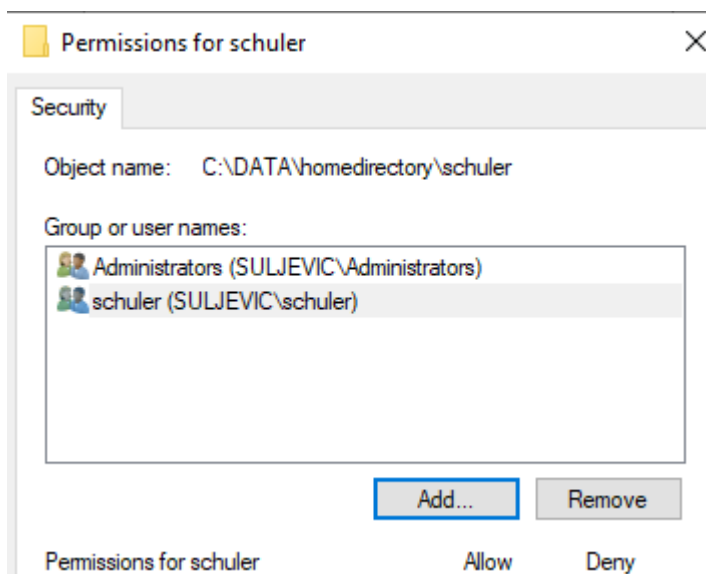 Permissions for schuler
Security
Object name: C:\DATA\homedirectory\schuler
Group or user names:
Administrators (SULJEVIC\Administrators)
schuler (SULJEVIC\schuler)
Add... Remove
Permissions for schuler Allow Deny